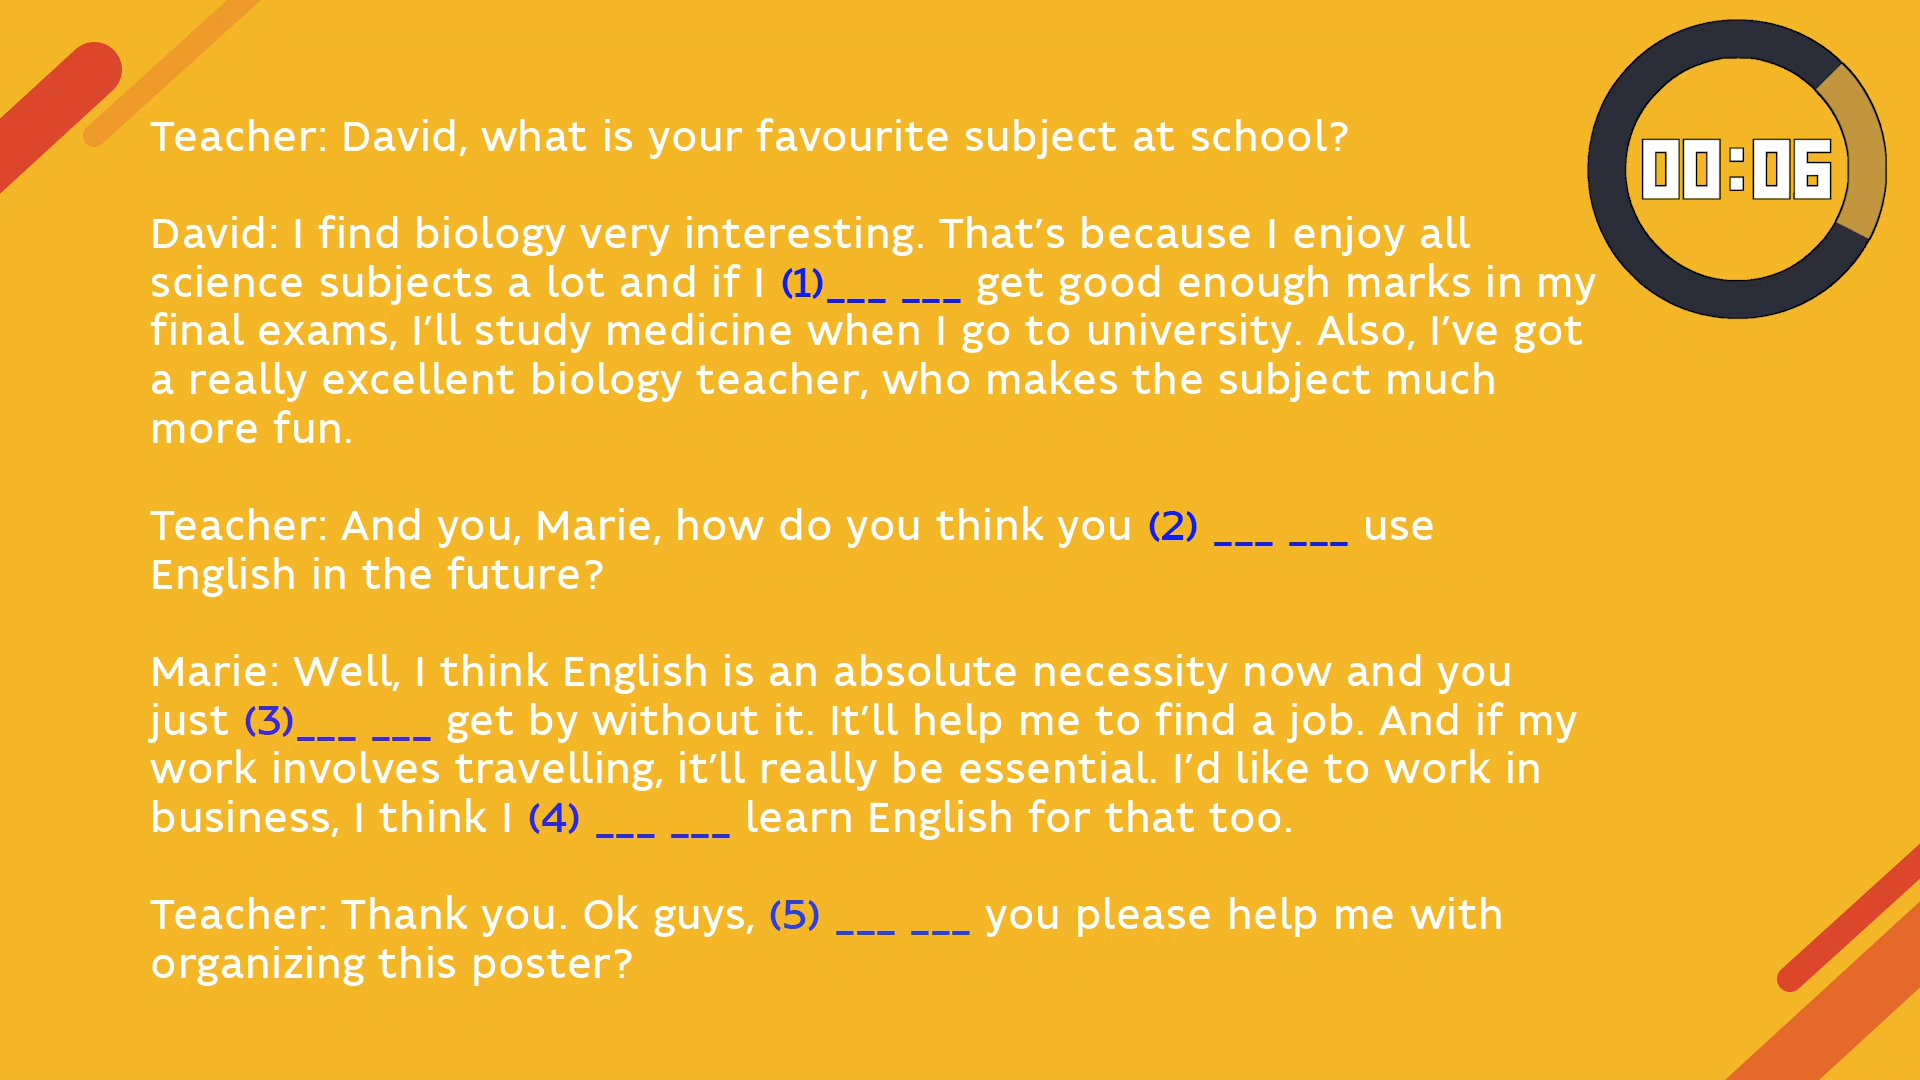 Teacher: David, what is your favourite subject at school?
00:06
David: I find biology very interesting. That's because I enjoy all
science subjects a lot and if I (1)___ ___ get good enough marks in my
final exams, I'll study medicine when I go to university. Also, I've got
a really excellent biology teacher, who makes the subject much
more fun.
Teacher: And you, Marie, how do you think you (2) ___ ___ use
English in the future?
Marie: Well, I think English is an absolute necessity now and you
just (3)___ ___ get by without it. It'll help me to find a job. And if my
work involves travelling, it'll really be essential. I'd like to work in
business, I think I (4) ___ ___ learn English for that too.
Teacher: Thank you. Ok guys, (5) ___ ___ you please help me with
organizing this poster?